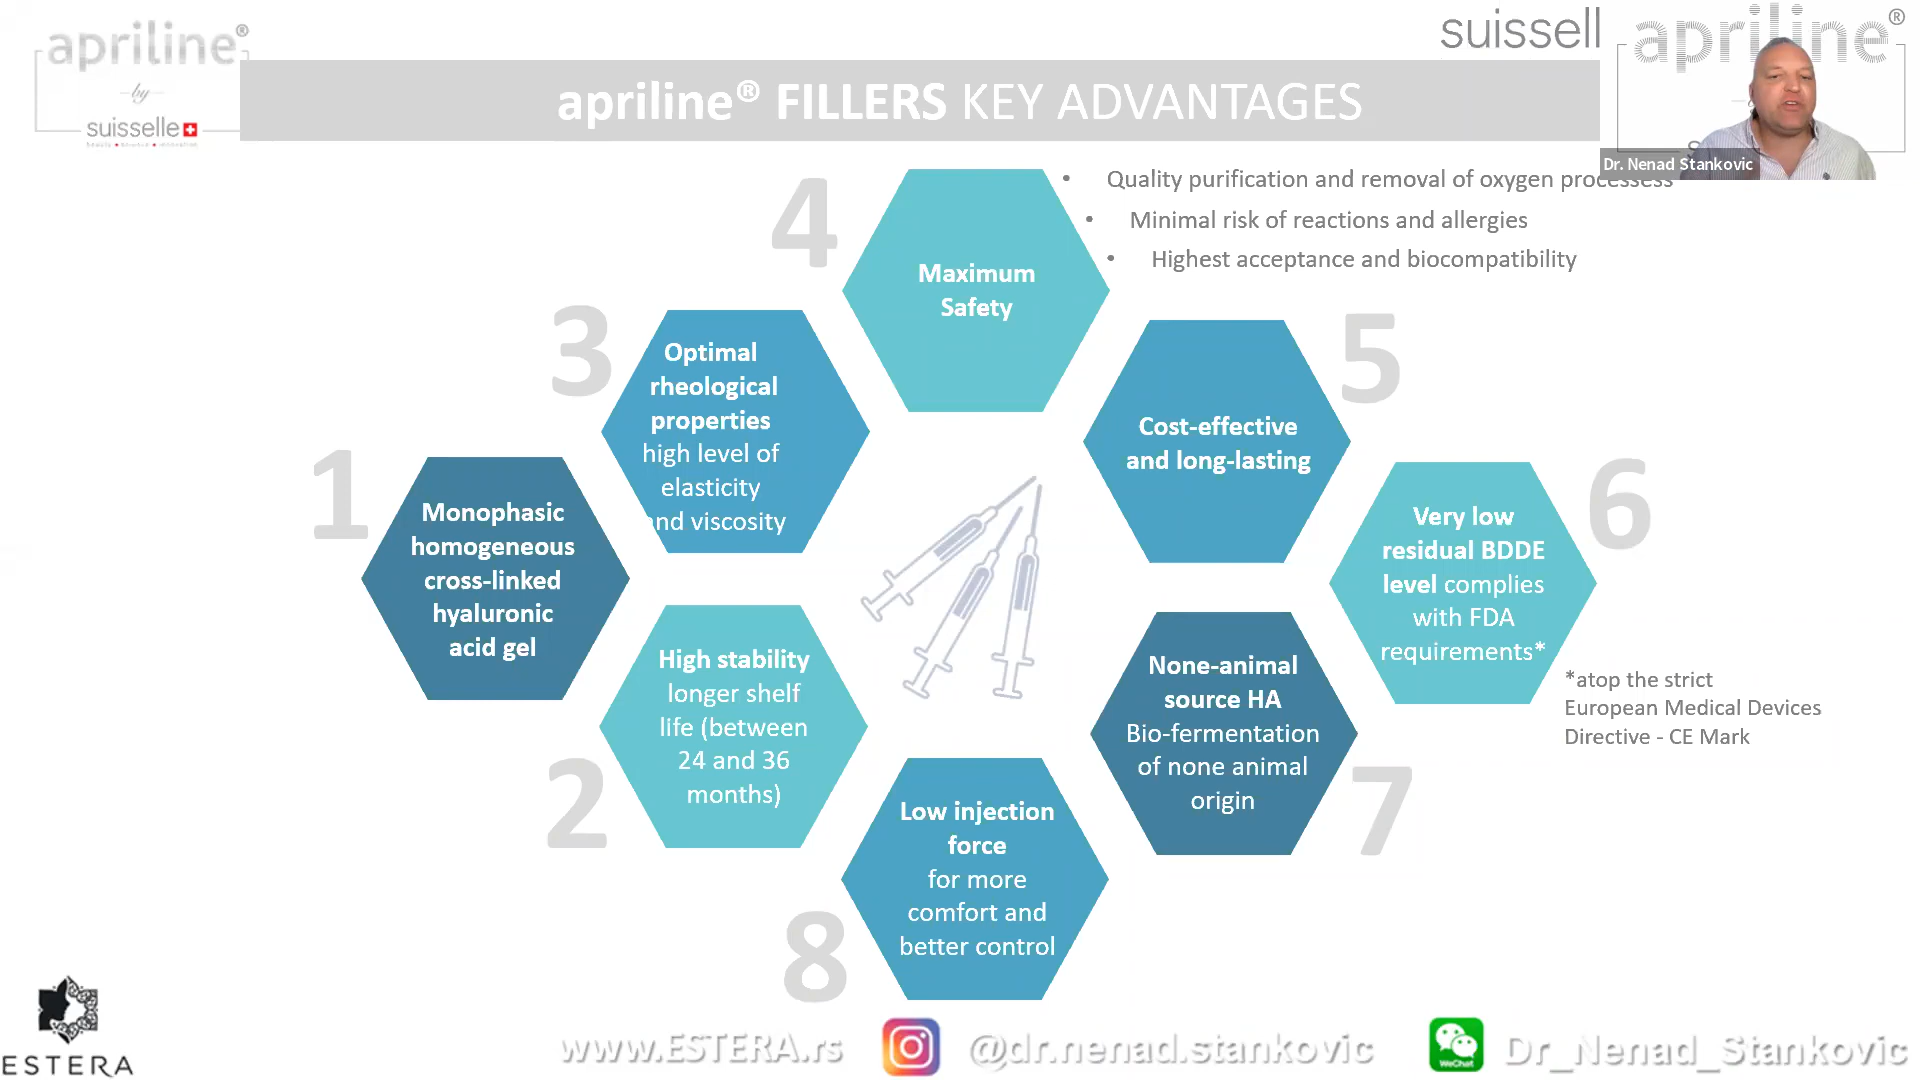 apriline®
by
suisselle
suissell
apriline®
apriline® FILLERS KEY ADVANTAGES
Dr. Nenad Stankovic
4
Maximum
Safety
• Quality purification and removal of oxygen processess
• Minimal risk of reactions and allergies
• Highest acceptance and biocompatibility
3
Optimal
rheological
properties
high level of
elasticity
and viscosity
5
Cost-effective
and long-lasting
1
Monophasic
homogeneous
cross-linked
hyaluronic
acid gel
6
Very low
residual BDDE
level complies
with FDA
requirements*
*atop the strict
European Medical Devices
Directive - CE Mark
2
High stability
longer shelf
life (between
24 and 36
months)
7
None-animal
source HA
Bio-fermentation
of none animal
origin
8
Low injection
force
for more
comfort and
better control
ESTERA
www.ESTERA.rs
@dr.nenad.stankovic
WeChat
Dr_Nenad_Stankovic